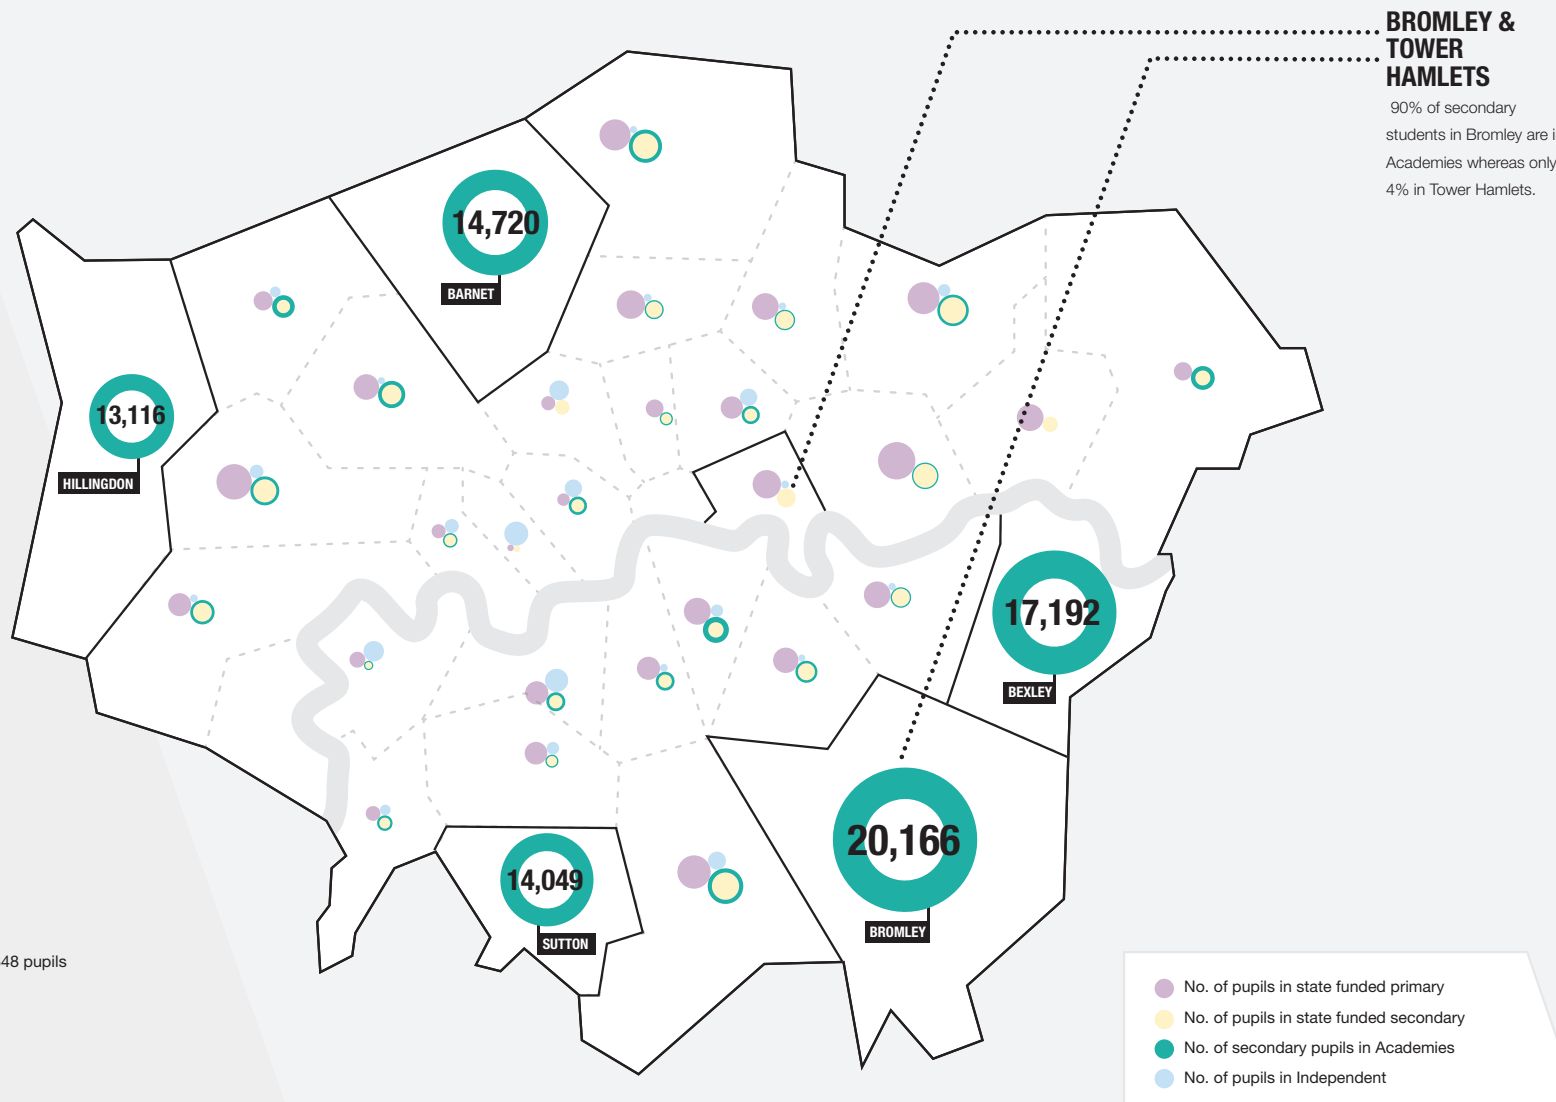 BROMLEY &
TOWER
HAMLETS
90% of secondary
students in Bromley are i
Academies whereas only
4% in Tower Hamlets.
14,720
BARNET
13,116
HILLINGDON
17,192
BEXLEY
20,166
BROMLEY
14,049
SUTTON
48 pupils
No. of pupils in state funded primary
No. of pupils in state funded secondary
No. of secondary pupils in Academies
No. of pupils in Independent